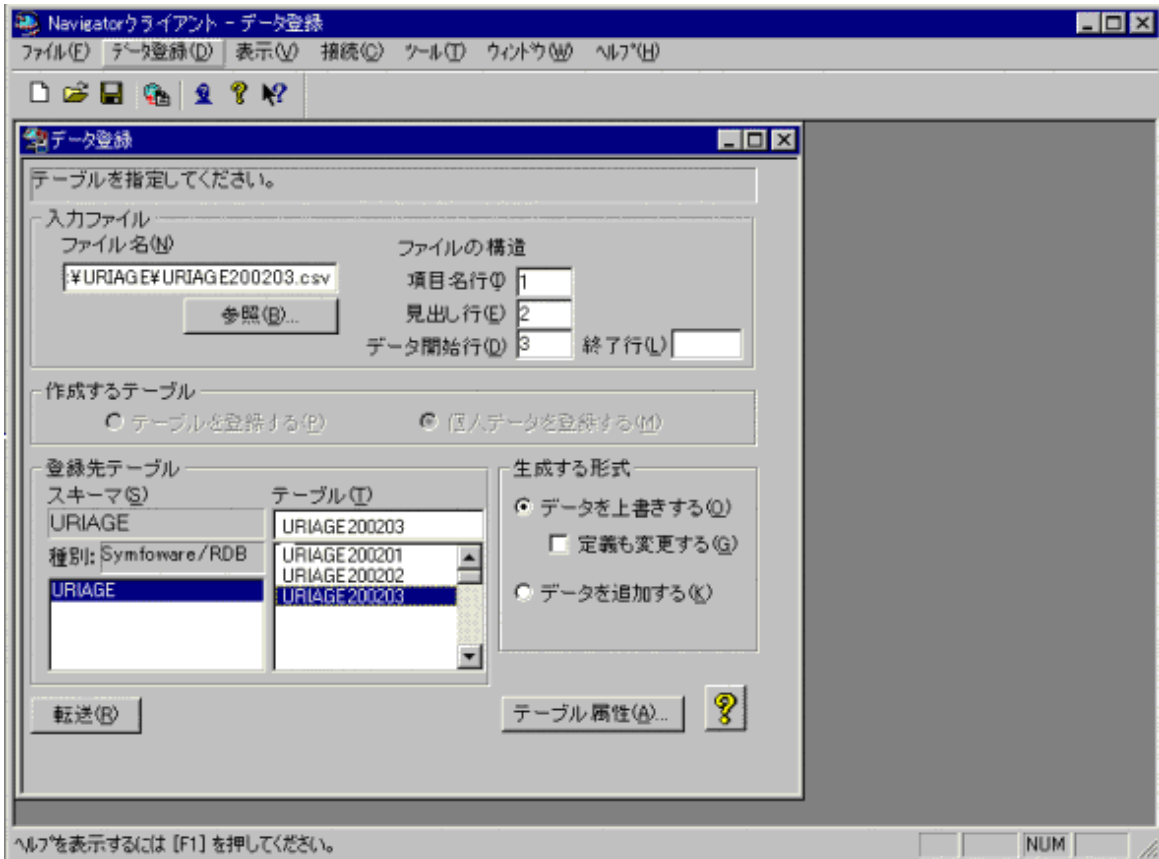 Navigatorクライアント - データ登録
ファイル(F) データ登録(D) 表示(V) 接続(C) ツール(T) ウィンドウ(W) ヘルプ(H)
データ登録
テーブルを指定してください。
入力ファイル
ファイル名(N)
ファイルの構造
:¥URIAGE¥URIAGE200203.csv
項目名行(I) 1
参照(B)...
見出し行(E) 2
データ開始行(D) 3 終了行(L)
作成するテーブル
テーブルを登録する(P) 個人データを登録する(M)
登録先テーブル
スキーマ(S)
URIAGE
種別: Symfoware/RDB
URIAGE
テーブル(T)
URIAGE200203
URIAGE200201
URIAGE200202
URIAGE200203
生成する形式
データを上書きする(O)
定義も変更する(G)
データを追加する(K)
転送(R)
テーブル属性(A)...
ヘルプを表示するには [F1] を押してください。
NUM